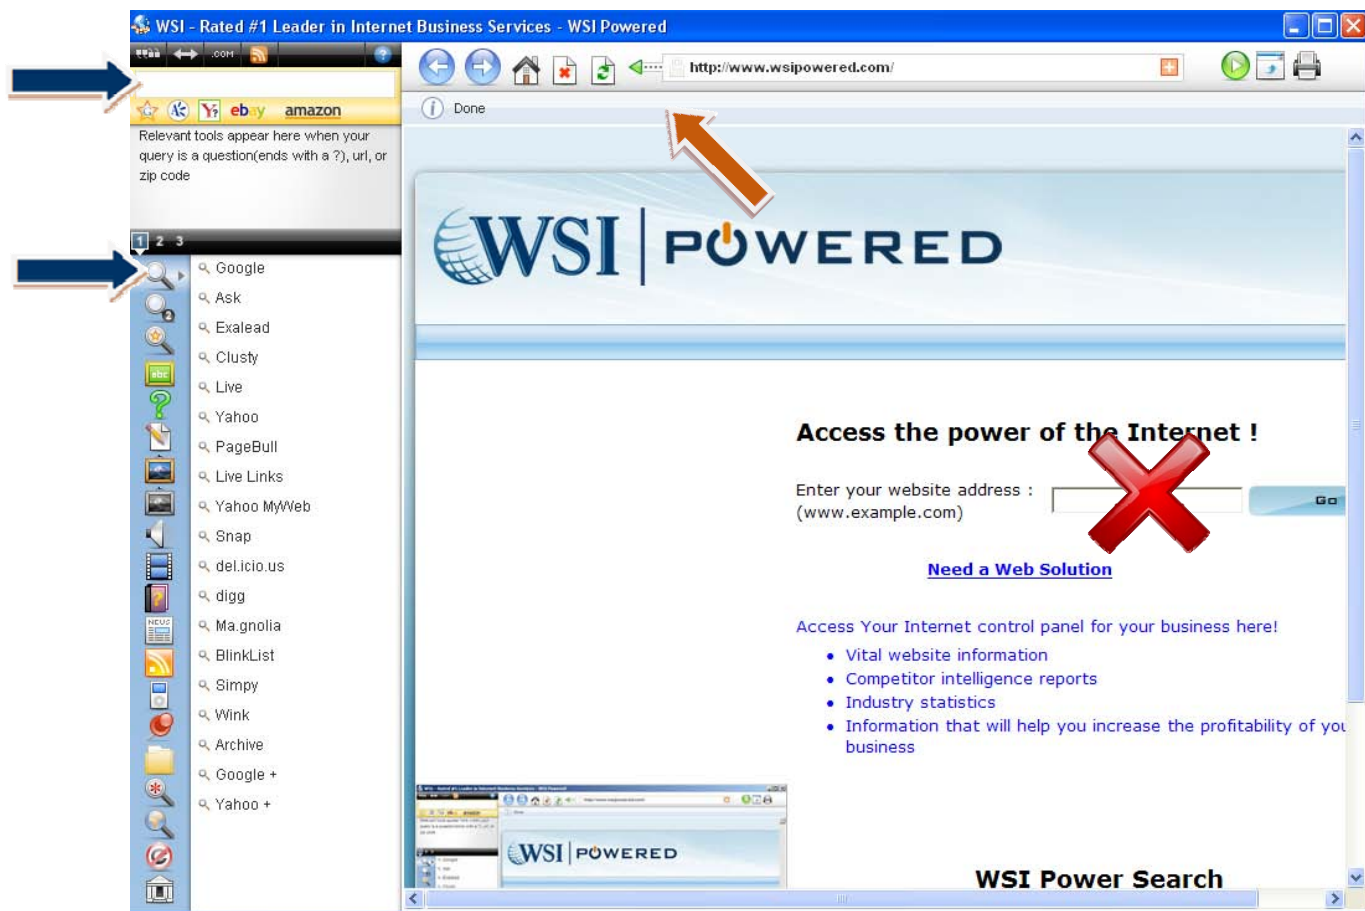 WSI - Rated #1 Leader in Internet Business Services - WSI Powered
.com
?
http://www.wsipowered.com/
Y? ebay amazon
i Done
Relevant tools appear here when your
query is a question(ends with a ?), url, or
zip code
WSI | POWERED
1 2 3
Google
Ask
Exalead
Clusty
Live
Yahoo
PageBull
Live Links
Yahoo MyWeb
Snap
del.icio.us
digg
Ma.gnolia
BlinkList
Simpy
Wink
Archive
Google +
Yahoo +
2
abc
NEWS
Access the power of the Internet !
Enter your website address :
(www.example.com)
Go
Need a Web Solution
Access Your Internet control panel for your business here!
• Vital website information
• Competitor intelligence reports
• Industry statistics
• Information that will help you increase the profitability of you
business
WSI | POWERED
WSI Power Search